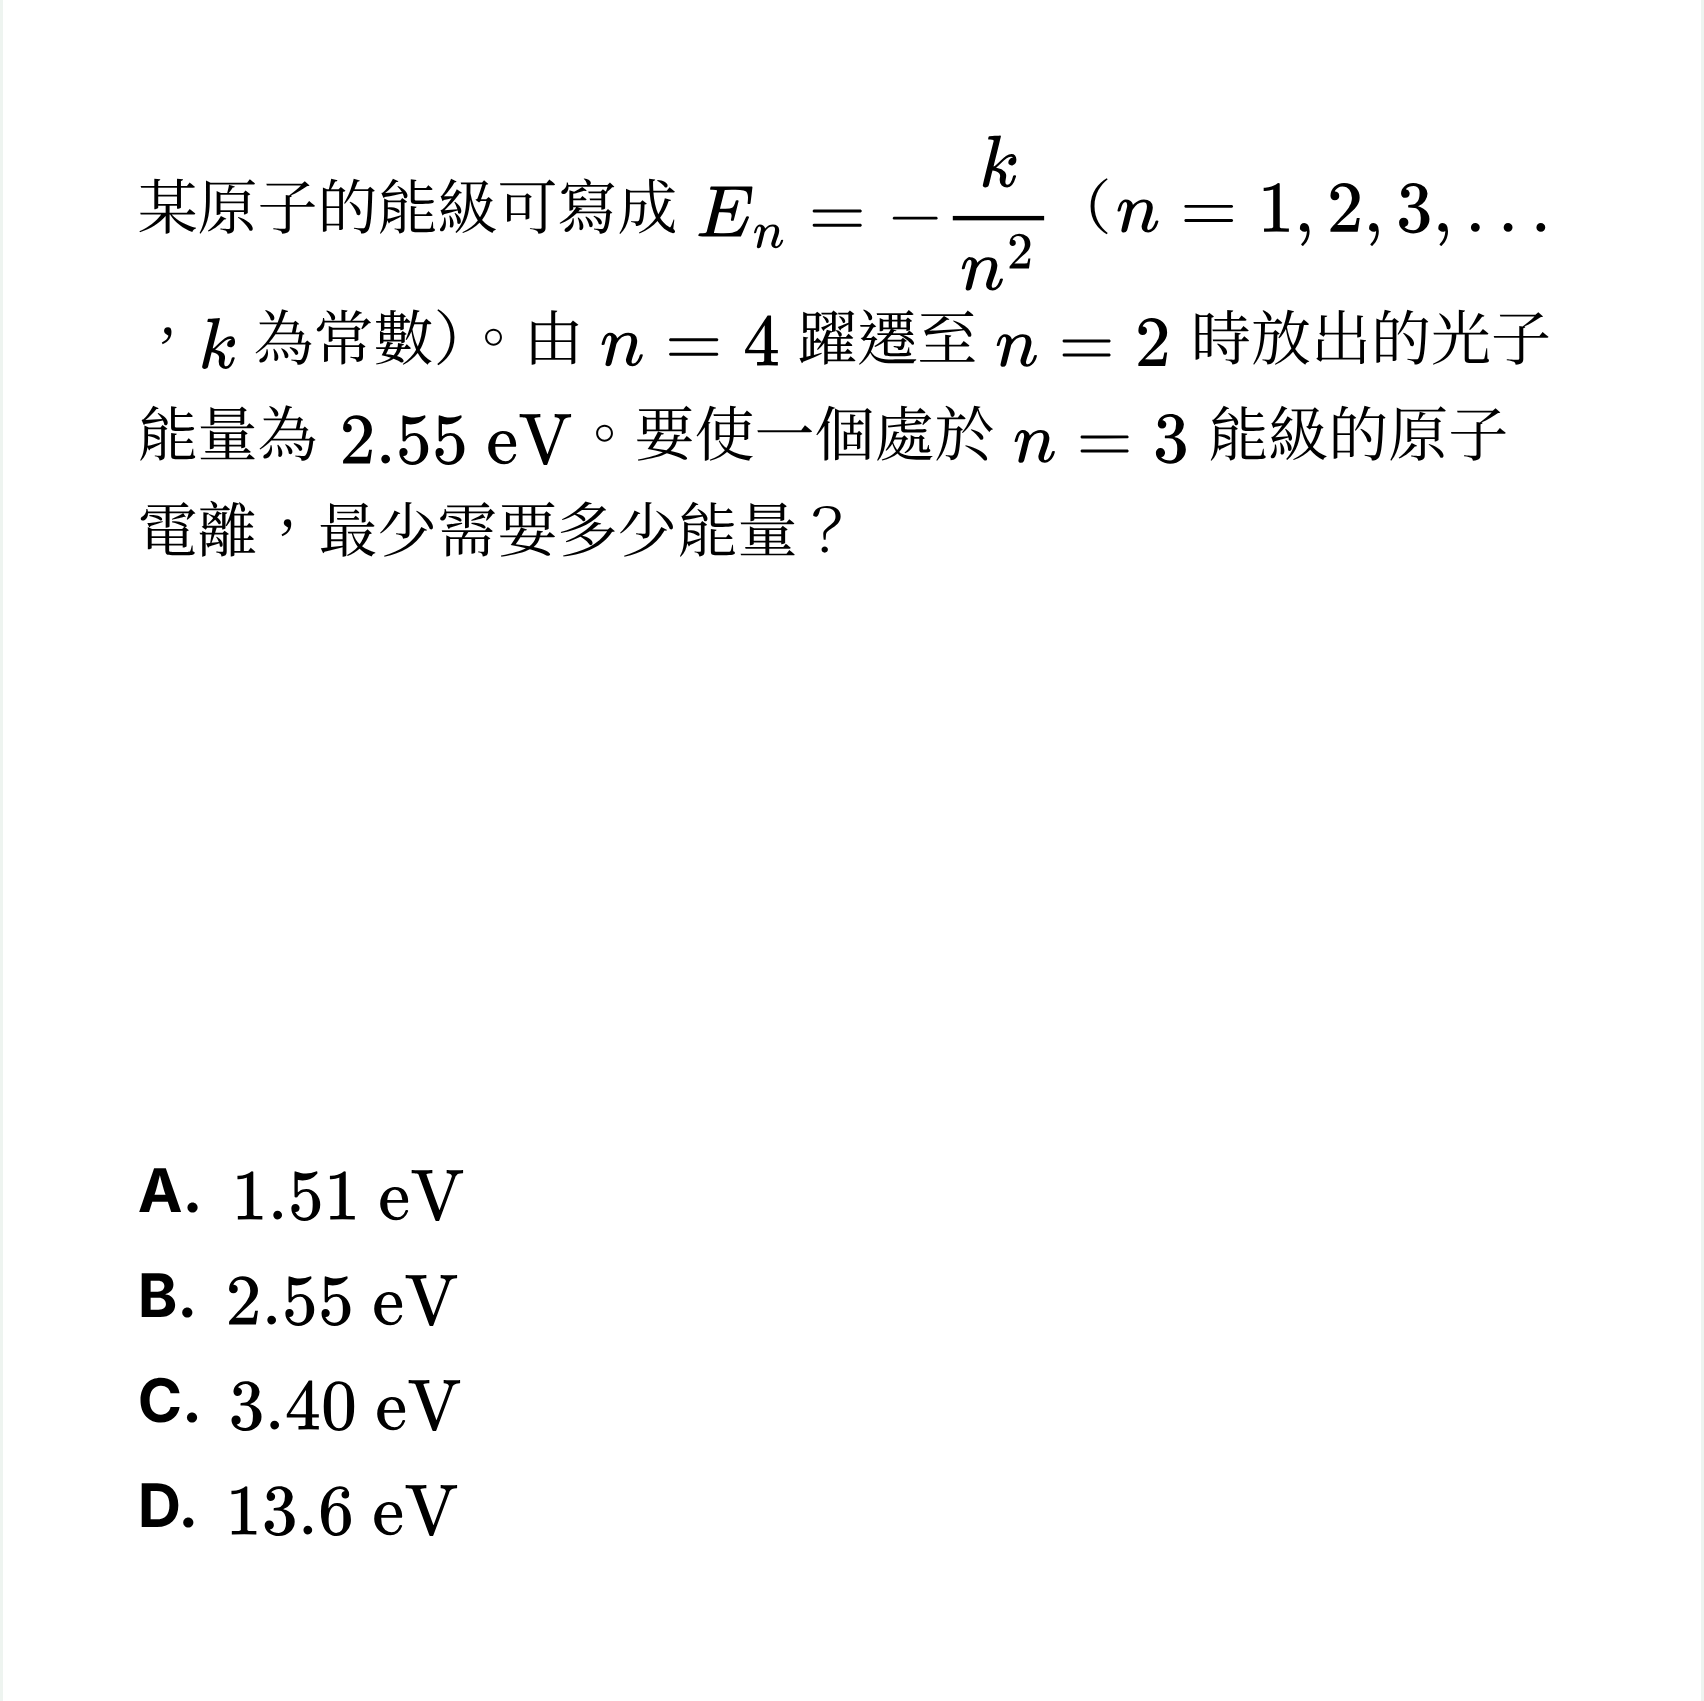 某原子的能級可寫成 $E_n = -\dfrac{k}{n^2}$（$n = 1, 2, 3, \ldots$
，$k$ 為常數）。由 $n = 4$ 躍遷至 $n = 2$ 時放出的光子
能量為 $2.55\ \mathrm{eV}$。要使一個處於 $n = 3$ 能級的原子
電離，最少需要多少能量？
A. 1.51 eV
B. 2.55 eV
C. 3.40 eV
D. 13.6 eV